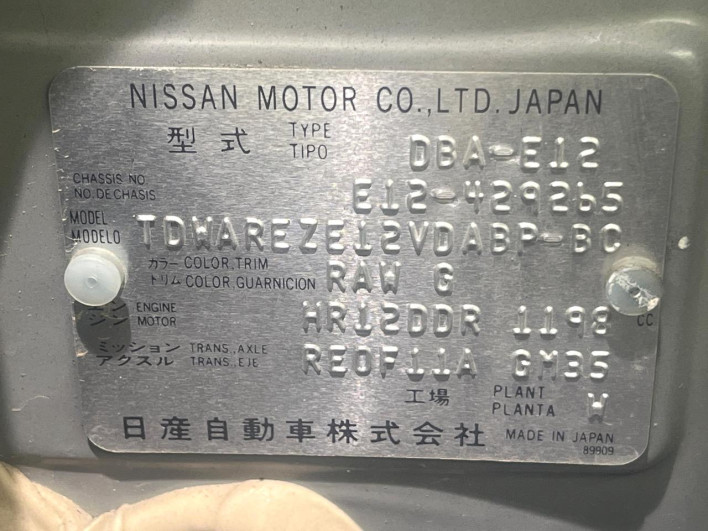 NISSAN MOTOR CO.,LTD. JAPAN
型式 TYPE TIPO DBA-E12
CHASSIS NO NO.DE CHASIS E12-429265
MODEL MODELO TDWAREZE12VDABP-BC
カラー COLOR,TRIM
トリム COLOR,GUARNICION RAW G
ジン ENGINE MOTOR HR12DDR 1198 CC
ミッション TRANS.,AXLE
アクスル TRANS.,EJE RE0F11A GM35
工場 PLANT PLANTA W
日産自動車株式会社 MADE IN JAPAN
89909